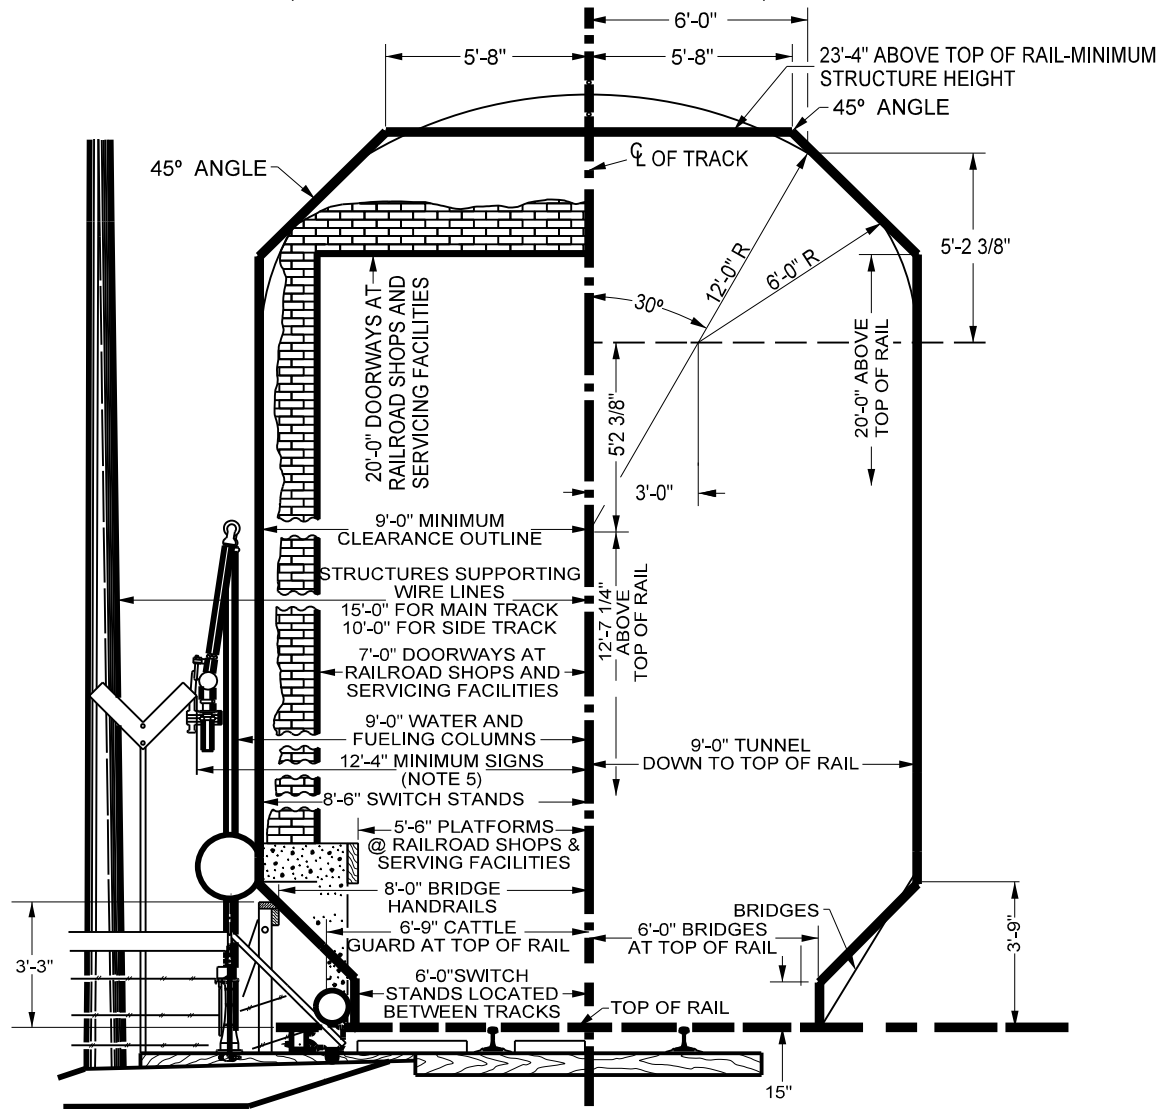 6'-0"
5'-8"
5'-8"
23'-4" ABOVE TOP OF RAIL-MINIMUM
STRUCTURE HEIGHT
45º ANGLE
℄ OF TRACK
45º ANGLE
5'-2 3/8"
12'-0" R
6'-0" R
30º
20'-0" DOORWAYS AT
RAILROAD SHOPS AND
SERVICING FACILITIES
20'-0" ABOVE
TOP OF RAIL
5'2 3/8"
3'-0"
9'-0" MINIMUM
CLEARANCE OUTLINE
STRUCTURES SUPPORTING
WIRE LINES
15'-0" FOR MAIN TRACK
10'-0" FOR SIDE TRACK
12'-7 1/4"
ABOVE
TOP OF RAIL
7'-0" DOORWAYS AT
RAILROAD SHOPS AND
SERVICING FACILITIES
9'-0" WATER AND
FUELING COLUMNS
9'-0" TUNNEL
DOWN TO TOP OF RAIL
12'-4" MINIMUM SIGNS
(NOTE 5)
8'-6" SWITCH STANDS
5'-6" PLATFORMS
@ RAILROAD SHOPS &
SERVING FACILITIES
8'-0" BRIDGE
HANDRAILS
BRIDGES
6'-9" CATTLE
GUARD AT TOP OF RAIL
6'-0" BRIDGES
AT TOP OF RAIL
3'-9"
3'-3"
6'-0"SWITCH
STANDS LOCATED
BETWEEN TRACKS
TOP OF RAIL
15"